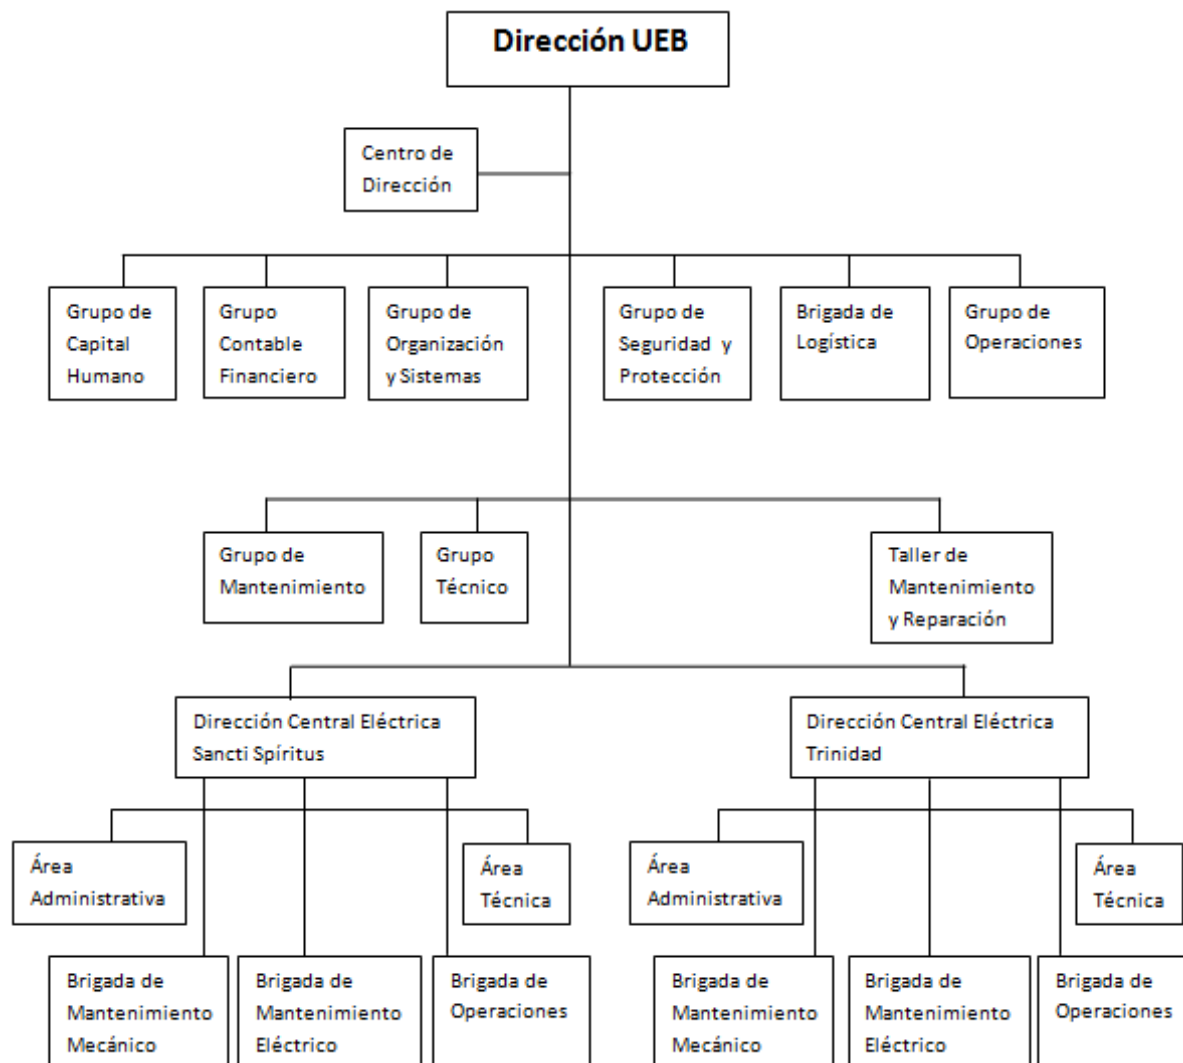 Dirección UEB
Centro de
Dirección
Grupo de
Capital
Humano
Grupo
Contable
Financiero
Grupo de
Organización
y Sistemas
Grupo de
Seguridad y
Protección
Brigada de
Logística
Grupo de
Operaciones
Grupo de
Mantenimiento
Grupo
Técnico
Taller de
Mantenimiento
y Reparación
Dirección Central Eléctrica
Sancti Spíritus
Dirección Central Eléctrica
Trinidad
Área
Administrativa
Área
Técnica
Área
Administrativa
Área
Técnica
Brigada de
Mantenimiento
Mecánico
Brigada de
Mantenimiento
Eléctrico
Brigada de
Operaciones
Brigada de
Mantenimiento
Mecánico
Brigada de
Mantenimiento
Eléctrico
Brigada de
Operaciones